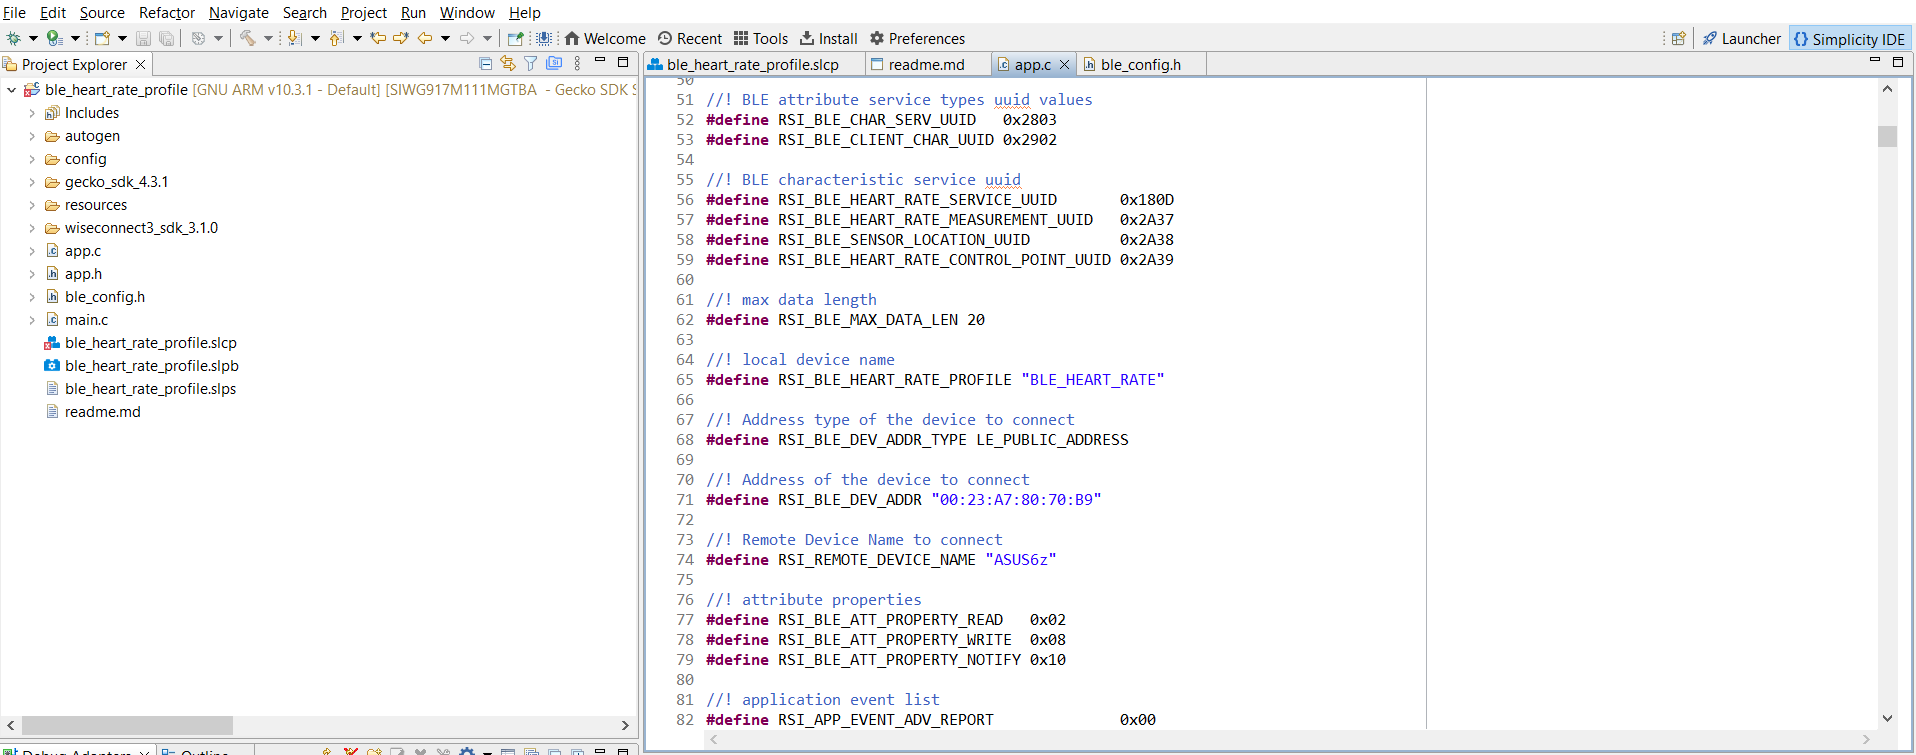 File Edit Source Refactor Navigate Search Project Run Window Help
Welcome Recent Tools Install Preferences Launcher {} Simplicity IDE
Project Explorer
ble_heart_rate_profile [GNU ARM v10.3.1 - Default] [SIWG917M111MGTBA - Gecko SDK S
Includes
autogen
config
gecko_sdk_4.3.1
resources
wiseconnect3_sdk_3.1.0
app.c
app.h
ble_config.h
main.c
ble_heart_rate_profile.slcp
ble_heart_rate_profile.slpb
ble_heart_rate_profile.slps
readme.md
ble_heart_rate_profile.slcp readme.md app.c ble_config.h
50
51 //! BLE attribute service types uuid values
52 #define RSI_BLE_CHAR_SERV_UUID 0x2803
53 #define RSI_BLE_CLIENT_CHAR_UUID 0x2902
54
55 //! BLE characteristic service uuid
56 #define RSI_BLE_HEART_RATE_SERVICE_UUID 0x180D
57 #define RSI_BLE_HEART_RATE_MEASUREMENT_UUID 0x2A37
58 #define RSI_BLE_SENSOR_LOCATION_UUID 0x2A38
59 #define RSI_BLE_HEART_RATE_CONTROL_POINT_UUID 0x2A39
60
61 //! max data length
62 #define RSI_BLE_MAX_DATA_LEN 20
63
64 //! local device name
65 #define RSI_BLE_HEART_RATE_PROFILE "BLE_HEART_RATE"
66
67 //! Address type of the device to connect
68 #define RSI_BLE_DEV_ADDR_TYPE LE_PUBLIC_ADDRESS
69
70 //! Address of the device to connect
71 #define RSI_BLE_DEV_ADDR "00:23:A7:80:70:B9"
72
73 //! Remote Device Name to connect
74 #define RSI_REMOTE_DEVICE_NAME "ASUS6z"
75
76 //! attribute properties
77 #define RSI_BLE_ATT_PROPERTY_READ 0x02
78 #define RSI_BLE_ATT_PROPERTY_WRITE 0x08
79 #define RSI_BLE_ATT_PROPERTY_NOTIFY 0x10
80
81 //! application event list
82 #define RSI_APP_EVENT_ADV_REPORT 0x00
Debug Adapters Outline